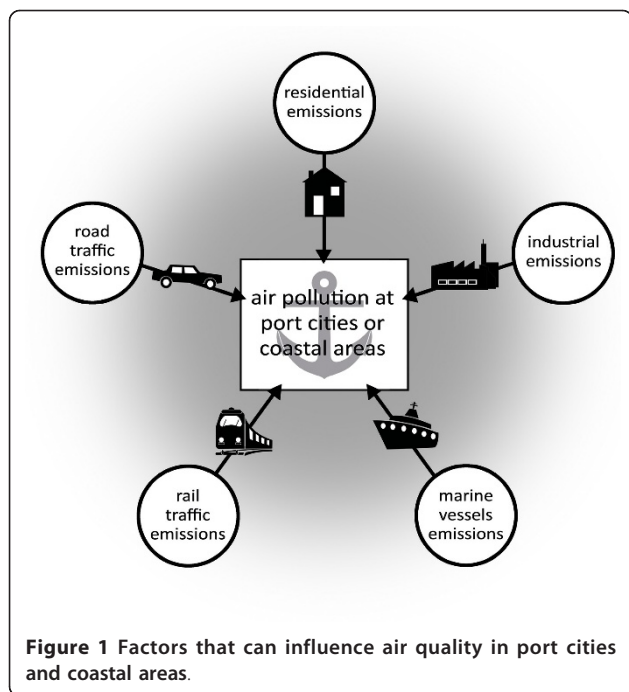 residential
emissions
road
traffic
emissions
industrial
emissions
air pollution at
port cities or
coastal areas
rail
traffic
emissions
marine
vessels
emissions
Figure 1 Factors that can influence air quality in port cities
and coastal areas.